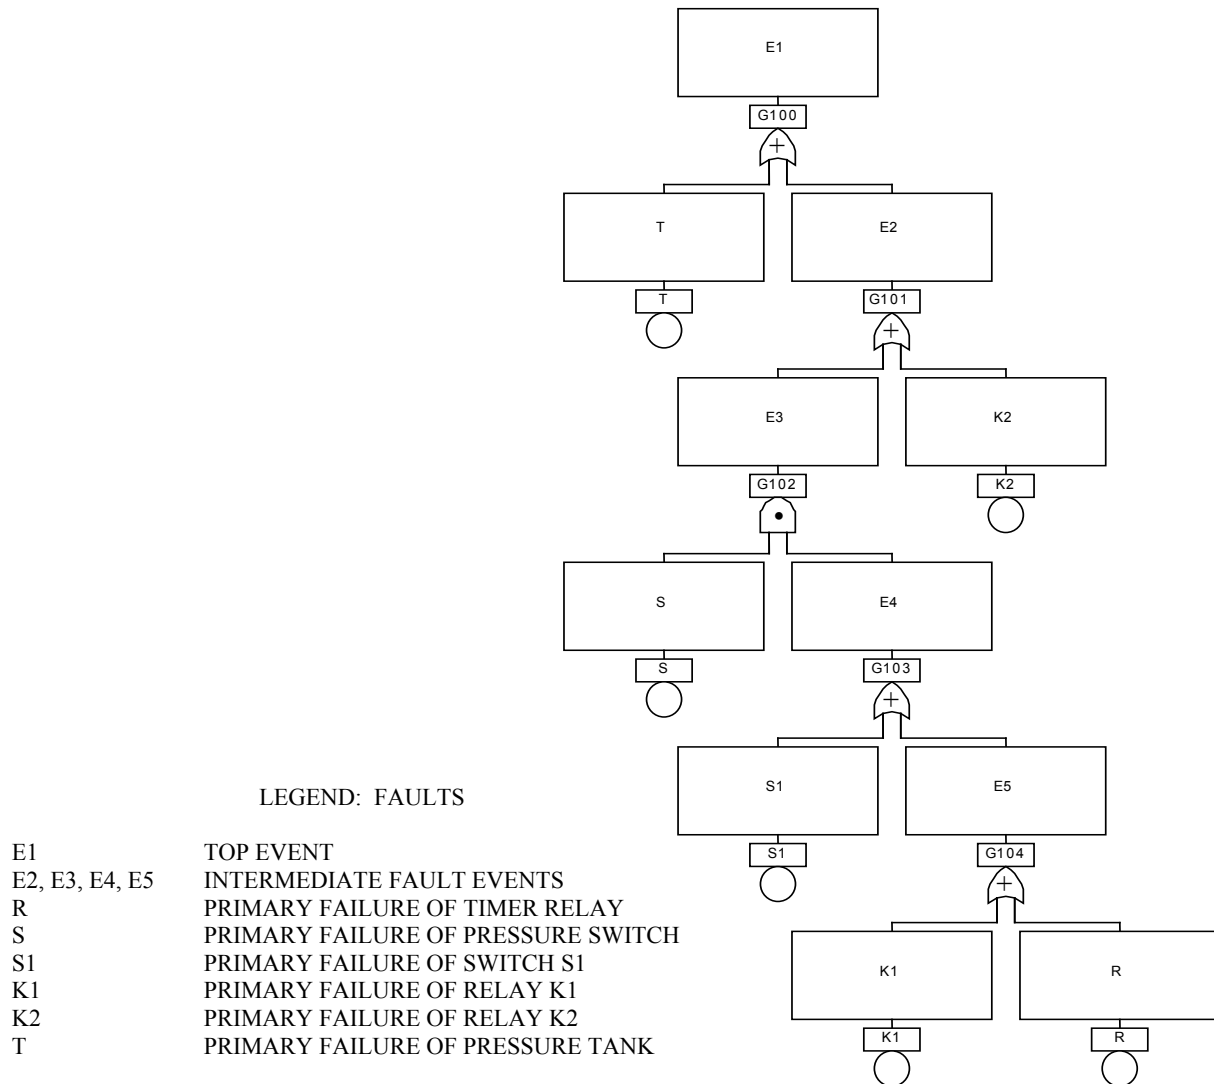 E1
G100
T
E2
T
G101
E3
K2
G102
K2
S
E4
S
G103
S1
E5
S1
G104
K1
R
K1
R
LEGEND: FAULTS
E1 TOP EVENT
E2, E3, E4, E5 INTERMEDIATE FAULT EVENTS
R PRIMARY FAILURE OF TIMER RELAY
S PRIMARY FAILURE OF PRESSURE SWITCH
S1 PRIMARY FAILURE OF SWITCH S1
K1 PRIMARY FAILURE OF RELAY K1
K2 PRIMARY FAILURE OF RELAY K2
T PRIMARY FAILURE OF PRESSURE TANK